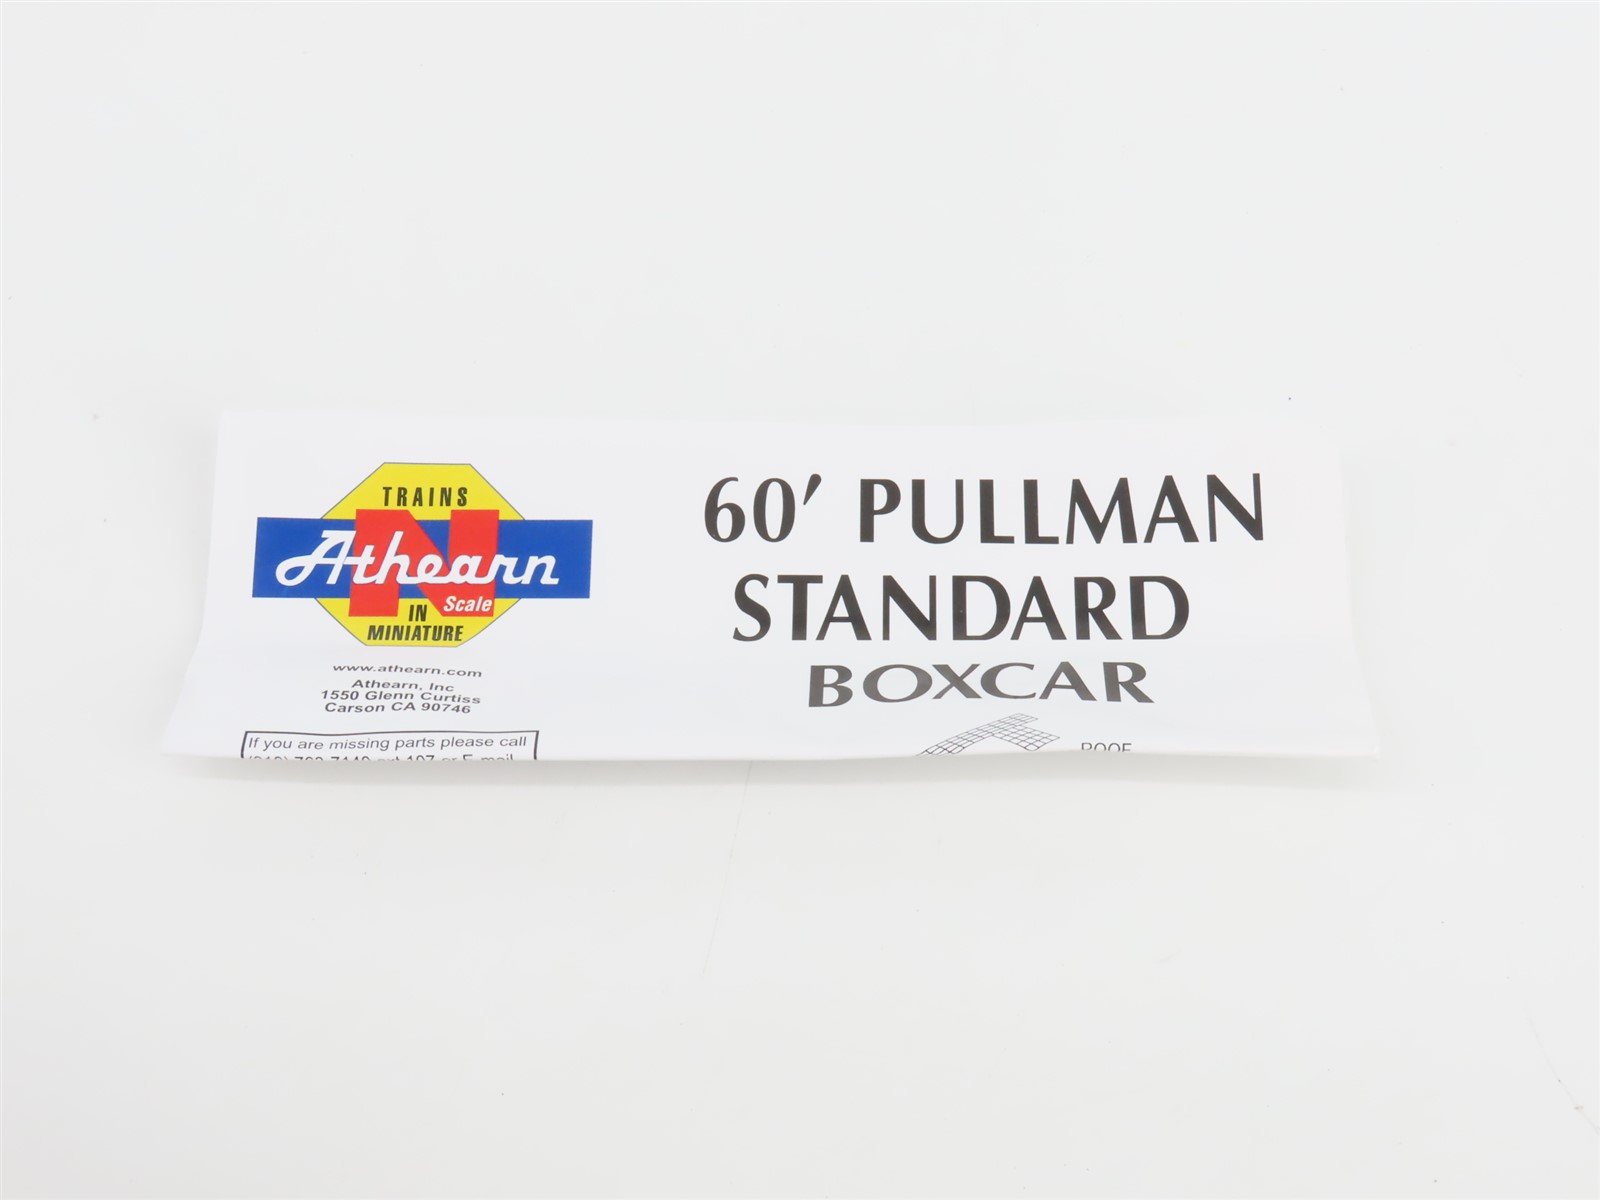 TRAINS
N
Athearn
Scale
IN
MINIATURE
www.athearn.com
Athearn, Inc
1550 Glenn Curtiss
Carson CA 90746
If you are missing parts please call
60' PULLMAN
STANDARD
BOXCAR
ROOF